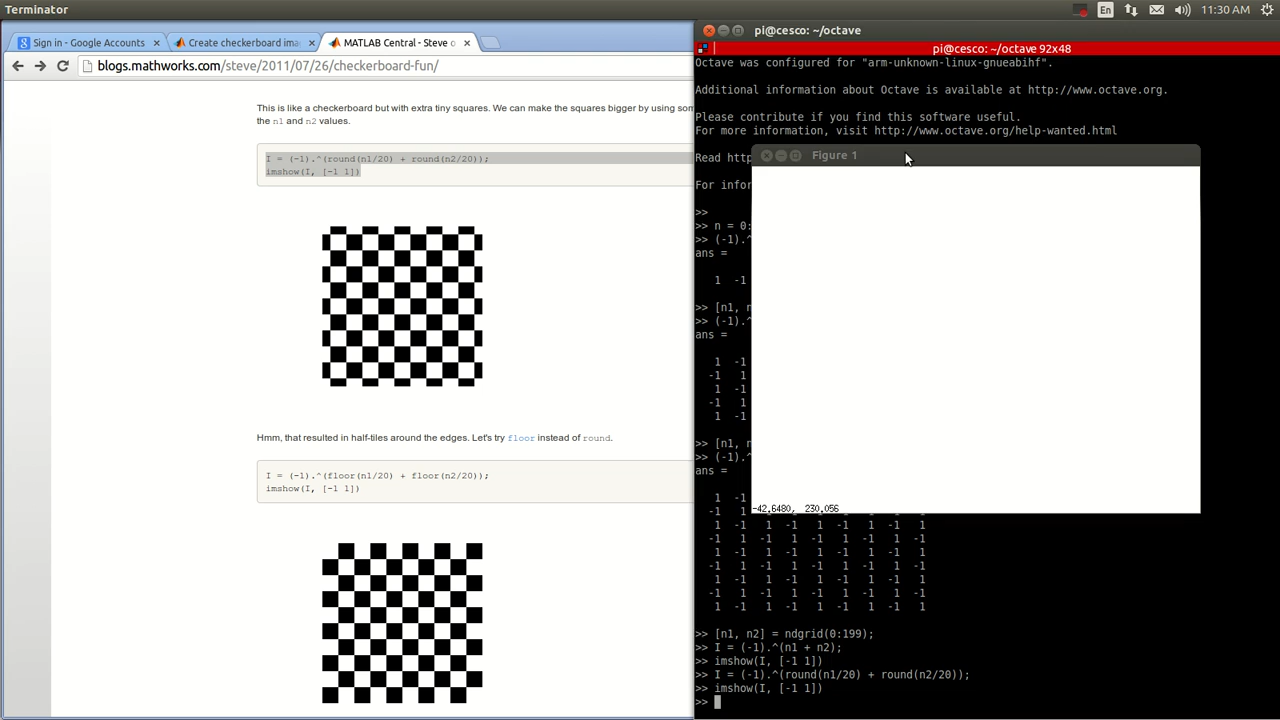 Terminator
En
11:30 AM
Sign in - Google Accounts
Create checkerboard ima
MATLAB Central - Steve o
blogs.mathworks.com/steve/2011/07/26/checkerboard-fun/
This is like a checkerboard but with extra tiny squares. We can make the squares bigger by using
the n1 and n2 values.
I = (-1).^(round(n1/20) + round(n2/20));
imshow(I, [-1 1])
Hmm, that resulted in half-tiles around the edges. Let's try floor instead of round.
I = (-1).^(floor(n1/20) + floor(n2/20));
imshow(I, [-1 1])
pi@cesco: ~/octave
pi@cesco: ~/octave 92x48
Octave was configured for "arm-unknown-linux-gnueabihf".
Additional information about Octave is available at http://www.octave.org.
Please contribute if you find this software useful.
For more information, visit http://www.octave.org/help-wanted.html
Read http
For infor
>>
>> n = 0:
>> (-1).^
ans =
1 -1
>> [n1, n
>> (-1).^
ans =
1 -1
-1 1
1 -1
-1 1
1 -1
>> [n1, n
>> (-1).^
ans =
Figure 1
-42.6480, 230.056
1 -1
-1 1 -1 1 -1 1 -1 1 -1
1 -1 1 -1 1 -1 1 -1 1
-1 1 -1 1 -1 1 -1 1 -1
1 -1 1 -1 1 -1 1 -1 1
-1 1 -1 1 -1 1 -1 1 -1
1 -1 1 -1 1 -1 1 -1 1
-1 1 -1 1 -1 1 -1 1 -1
1 -1 1 -1 1 -1 1 -1 1
>> [n1, n2] = ndgrid(0:199);
>> I = (-1).^(n1 + n2);
>> imshow(I, [-1 1])
>> I = (-1).^(round(n1/20) + round(n2/20));
>> imshow(I, [-1 1])
>>